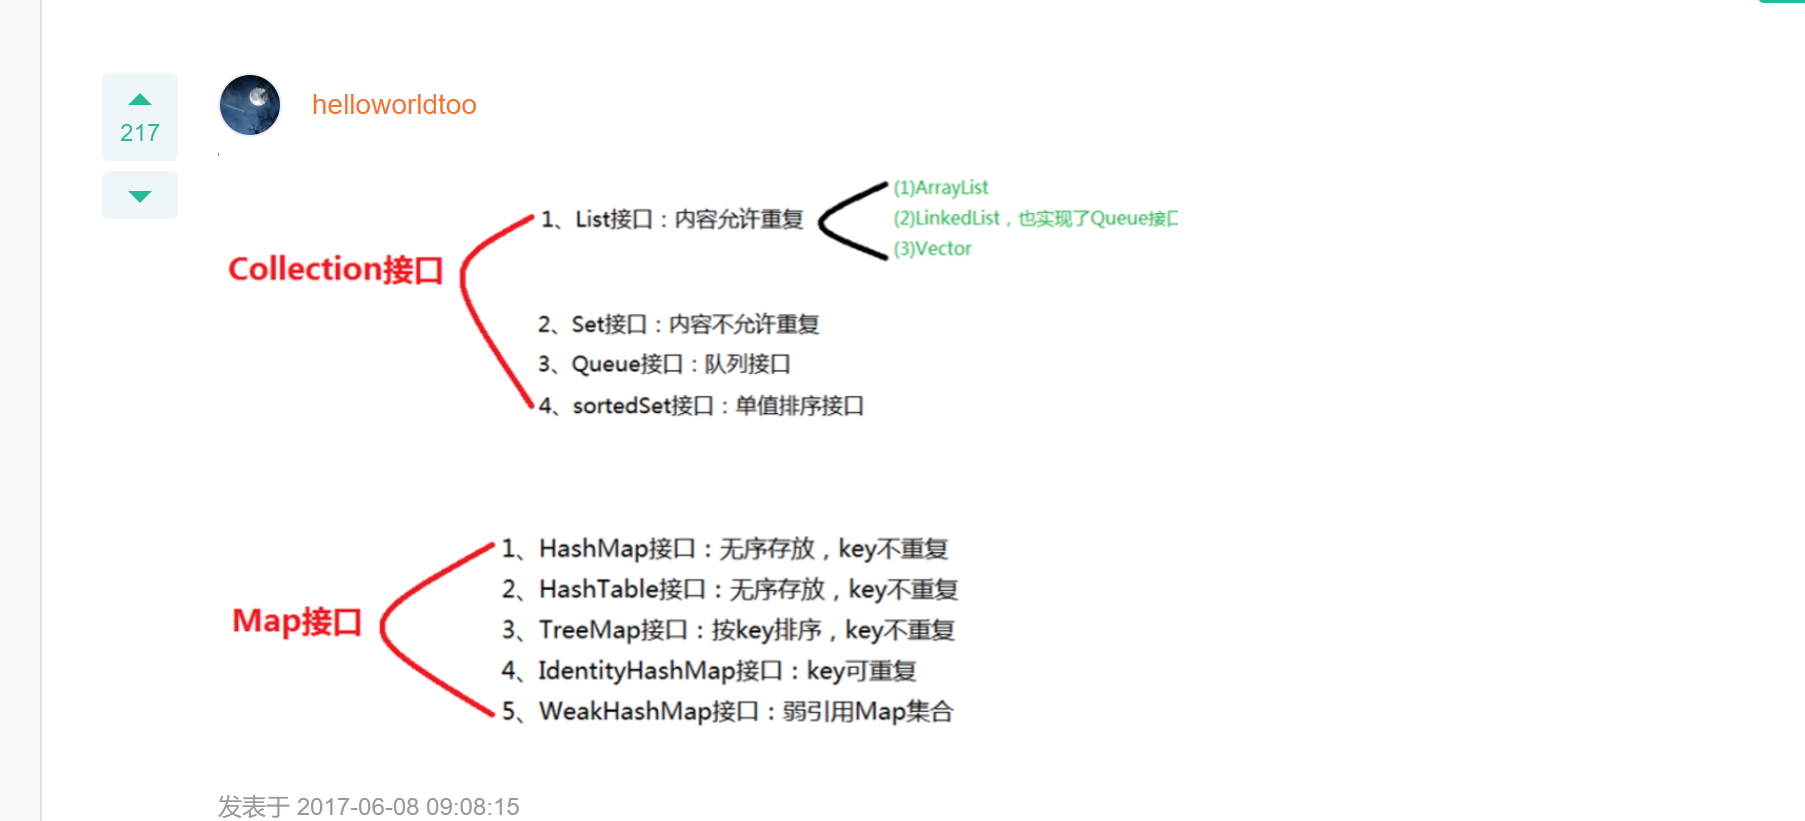 217
helloworldtoo
Collection接口
1、List接口：内容允许重复
(1)ArrayList
(2)LinkedList，也实现了Queue接口
(3)Vector
2、Set接口：内容不允许重复
3、Queue接口：队列接口
4、sortedSet接口：单值排序接口
Map接口
1、HashMap接口：无序存放，key不重复
2、HashTable接口：无序存放，key不重复
3、TreeMap接口：按key排序，key不重复
4、IdentityHashMap接口：key可重复
5、WeakHashMap接口：弱引用Map集合
发表于 2017-06-08 09:08:15